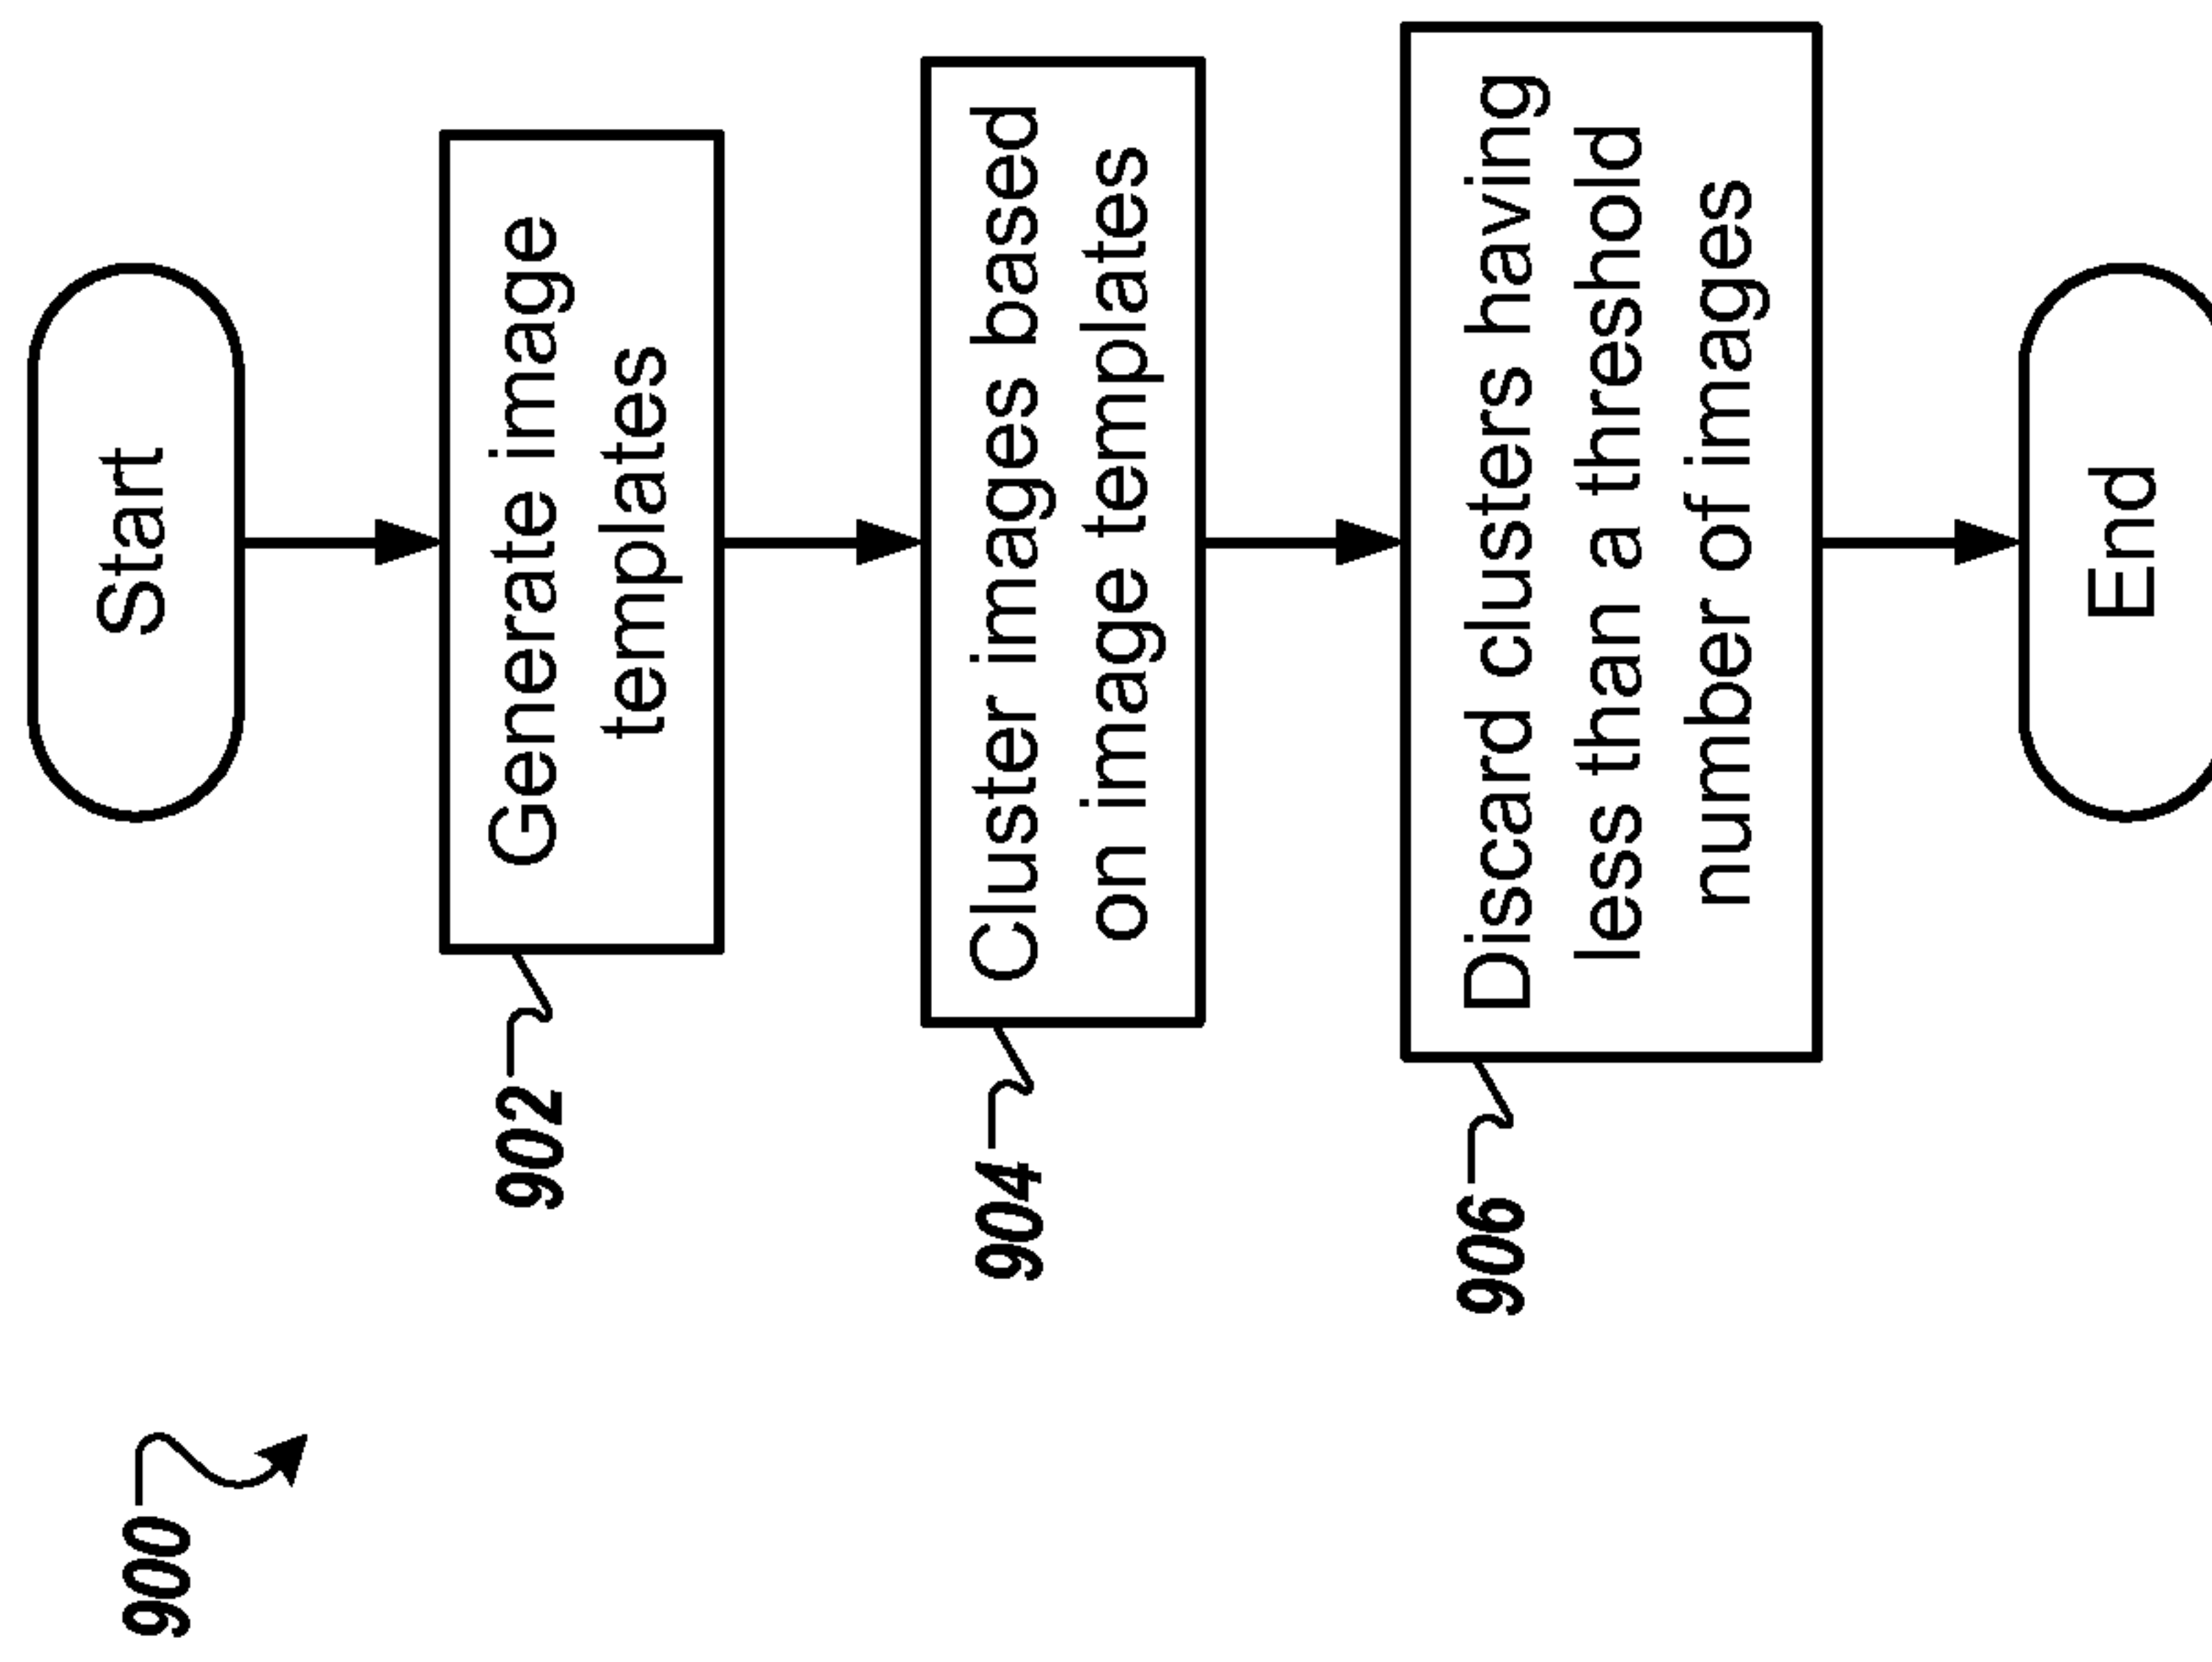 900
Start
902
Generate image
templates
904
Cluster images based
on image templates
906
Discard clusters having
less than a threshold
number of images
End